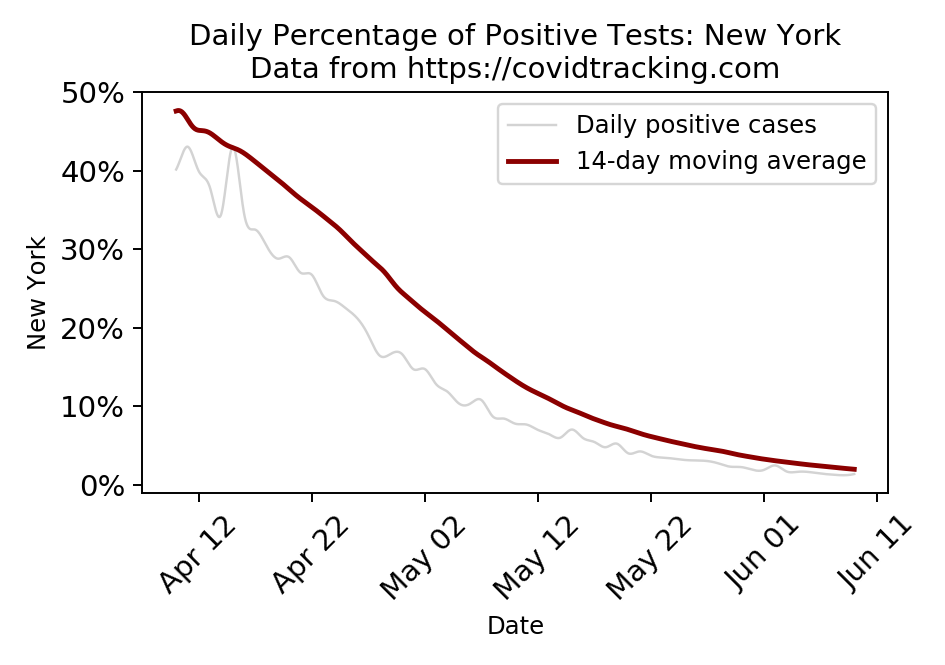 Daily Percentage of Positive Tests: New York
Data from https://covidtracking.com
50%
40%
30%
20%
10%
0%
New York
Daily positive cases
14-day moving average
Apr 12
Apr 22
May 02
May 12
May 22
Jun 01
Jun 11
Date